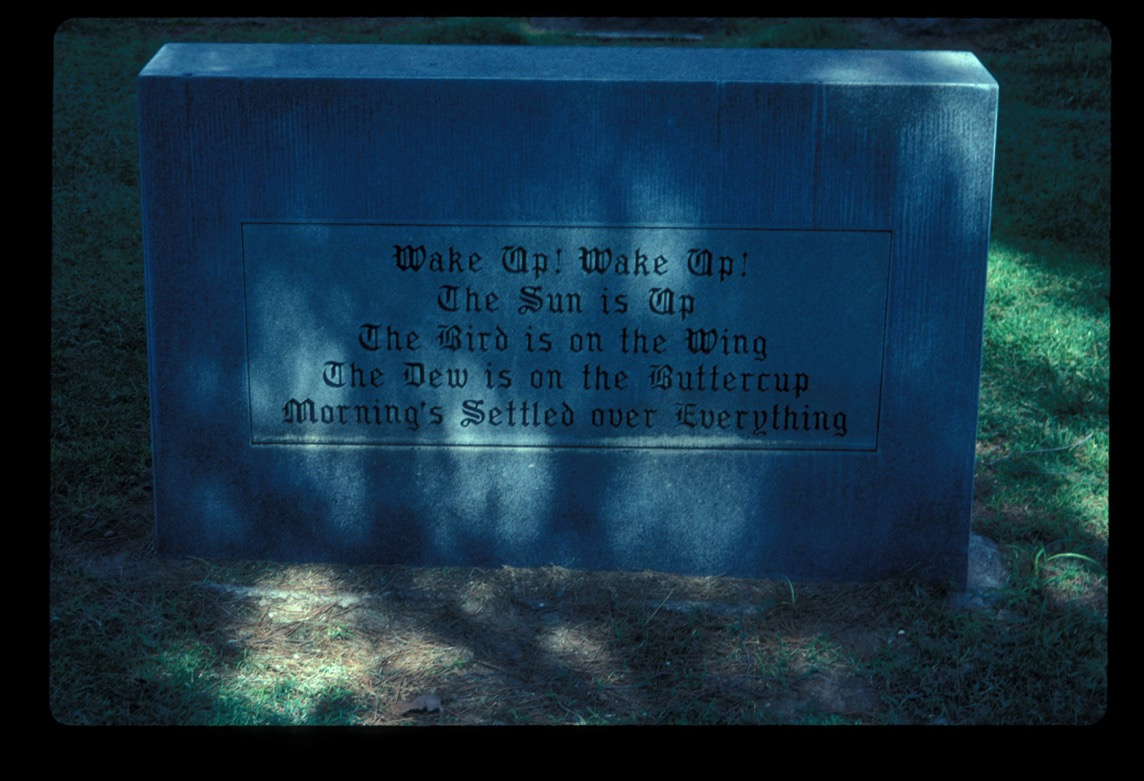 Wake Up! Wake Up!
The Sun is Up
The Bird is on the Wing
The Dew is on the Buttercup
Morning's Settled over Everything